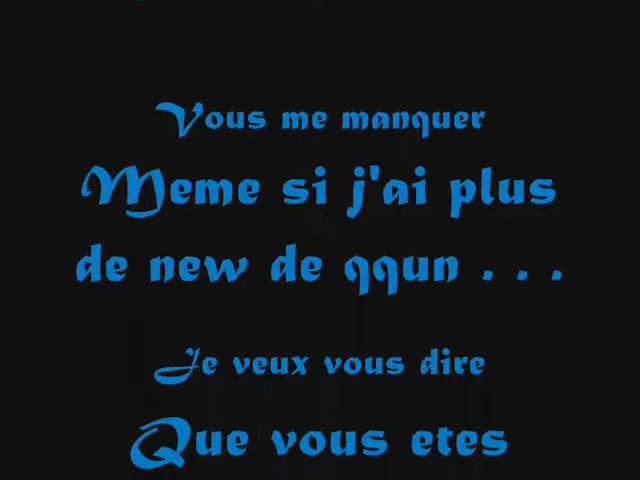 Vous me manquer
Meme si j'ai plus
de new de qqun . . .
Je veux vous dire
Que vous etes